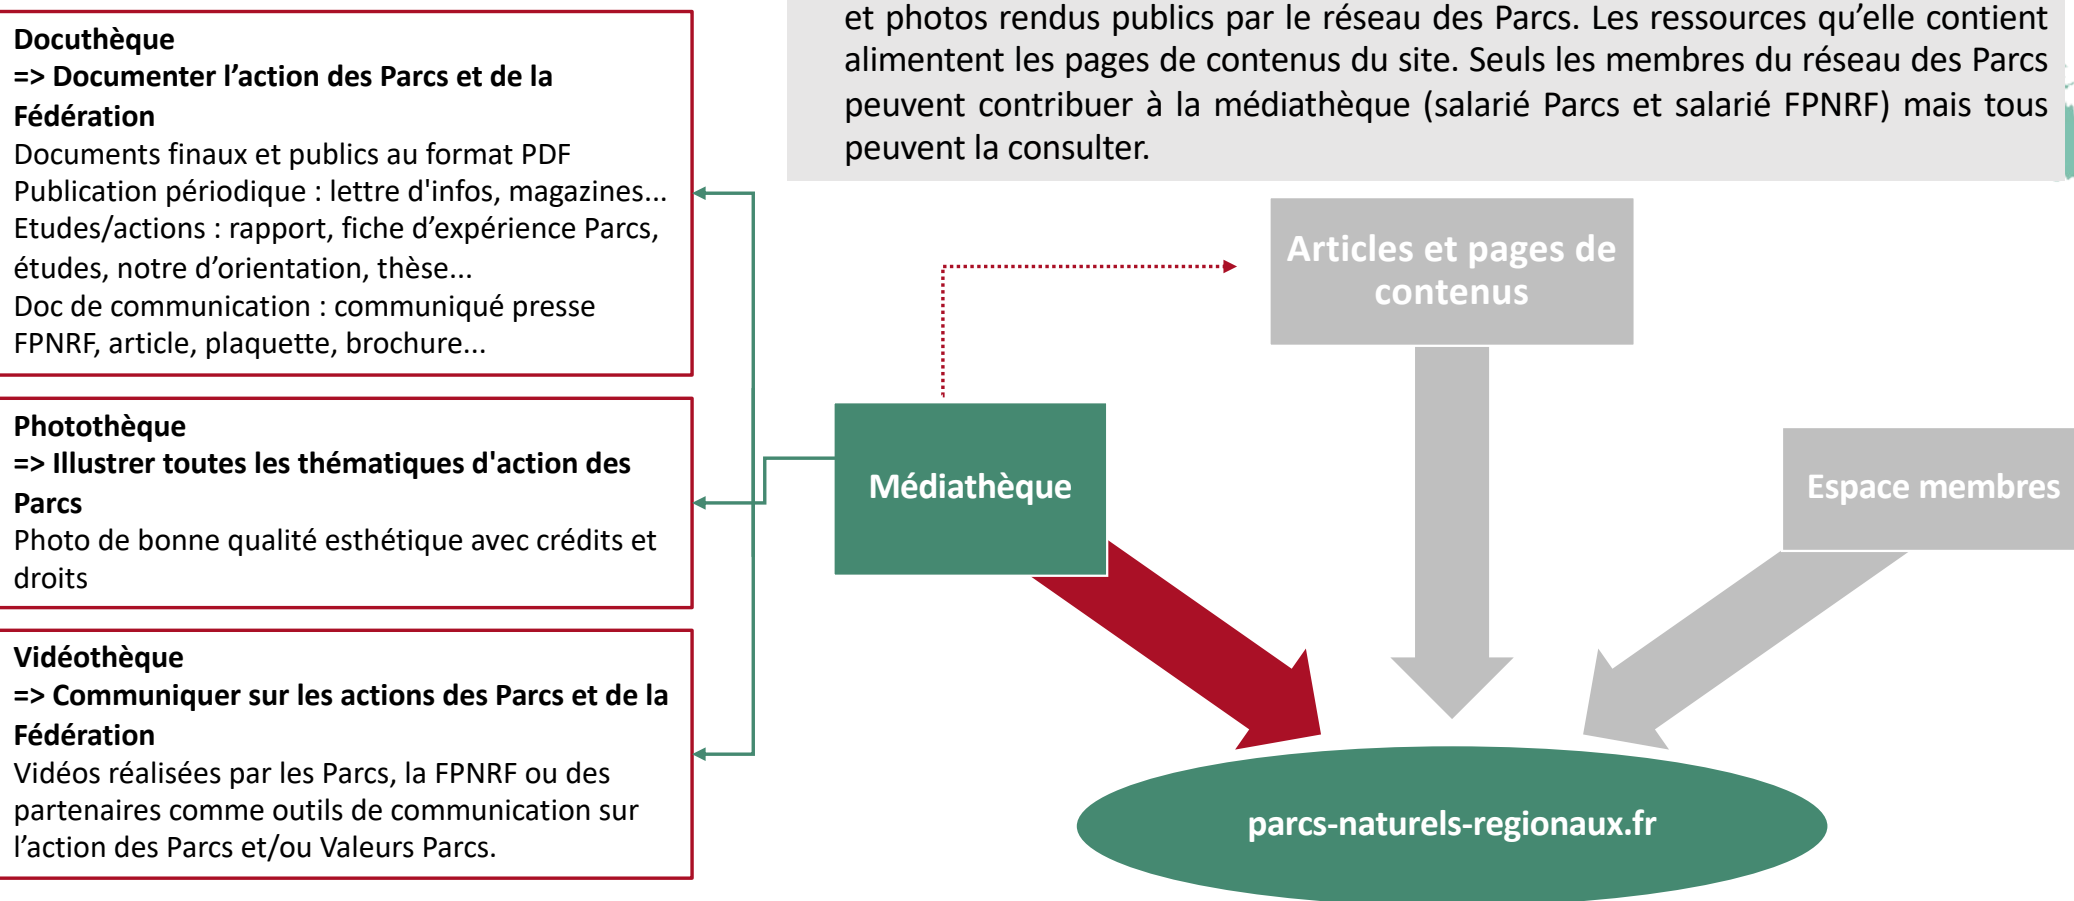 Docuthèque
=> Documenter l’action des Parcs et de la
Fédération
Documents finaux et publics au format PDF
Publication périodique : lettre d'infos, magazines...
Etudes/actions : rapport, fiche d’expérience Parcs,
études, notre d’orientation, thèse...
Doc de communication : communiqué presse
FPNRF, article, plaquette, brochure...
Photothèque
=> Illustrer toutes les thématiques d'action des
Parcs
Photo de bonne qualité esthétique avec crédits et
droits
Vidéothèque
=> Communiquer sur les actions des Parcs et de la
Fédération
Vidéos réalisées par les Parcs, la FPNRF ou des
partenaires comme outils de communication sur
l’action des Parcs et/ou Valeurs Parcs.
et photos rendus publics par le réseau des Parcs. Les ressources qu’elle contient
alimentent les pages de contenus du site. Seuls les membres du réseau des Parcs
peuvent contribuer à la médiathèque (salarié Parcs et salarié FPNRF) mais tous
peuvent la consulter.
Articles et pages de
contenus
Médiathèque
Espace membres
parcs-naturels-regionaux.fr